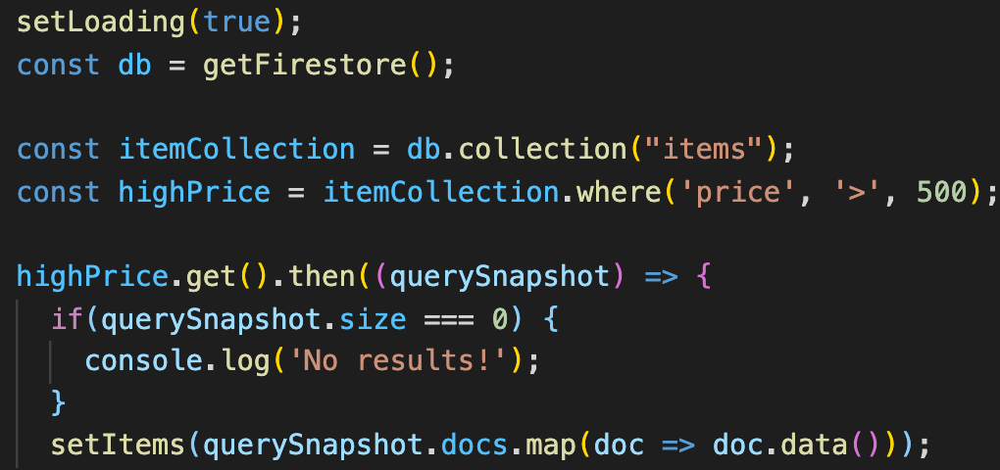 setLoading(true);
const db = getFirestore();
const itemCollection = db.collection("items");
const highPrice = itemCollection.where('price', '>', 500);
highPrice.get().then((querySnapshot) => {
if(querySnapshot.size === 0) {
console.log('No results!');
}
setItems(querySnapshot.docs.map(doc => doc.data()));